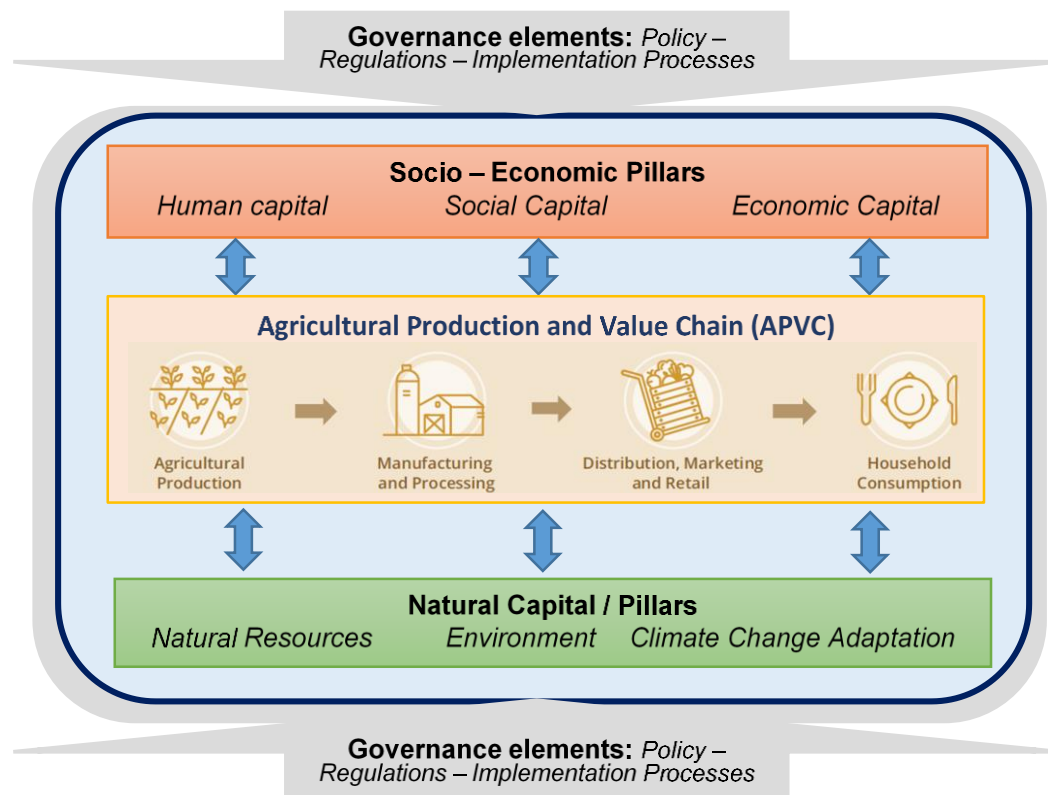 Governance elements: Policy –
Regulations – Implementation Processes
Socio – Economic Pillars
Human capital Social Capital Economic Capital
Agricultural Production and Value Chain (APVC)
Agricultural Production
Manufacturing and Processing
Distribution, Marketing and Retail
Household Consumption
Natural Capital / Pillars
Natural Resources Environment Climate Change Adaptation
Governance elements: Policy –
Regulations – Implementation Processes